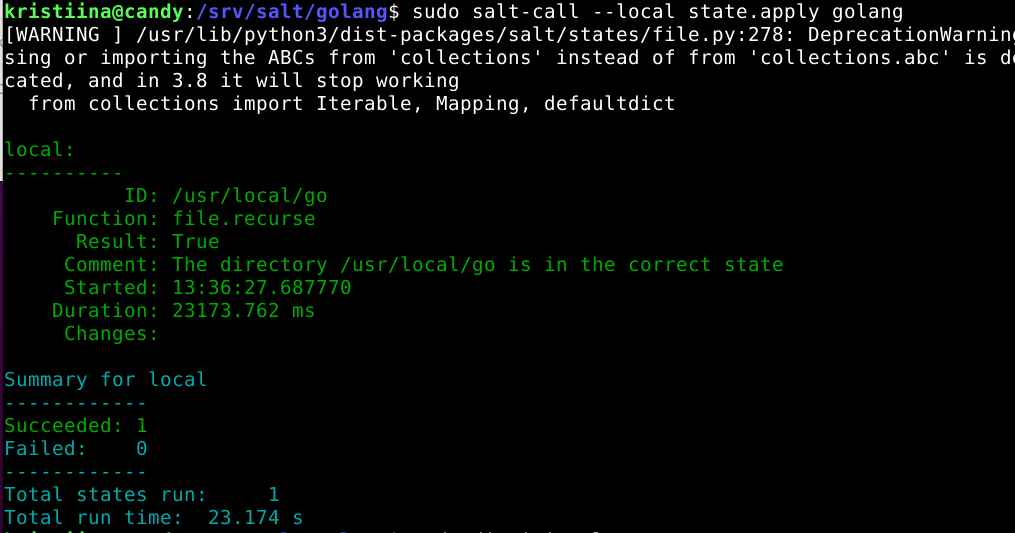 kristiina@candy:/srv/salt/golang$ sudo salt-call --local state.apply golang
[WARNING ] /usr/lib/python3/dist-packages/salt/states/file.py:278: DeprecationWarning
sing or importing the ABCs from 'collections' instead of from 'collections.abc' is de
cated, and in 3.8 it will stop working
from collections import Iterable, Mapping, defaultdict
local:
----------
ID: /usr/local/go
Function: file.recurse
Result: True
Comment: The directory /usr/local/go is in the correct state
Started: 13:36:27.687770
Duration: 23173.762 ms
Changes:
Summary for local
------------
Succeeded: 1
Failed: 0
------------
Total states run: 1
Total run time: 23.174 s